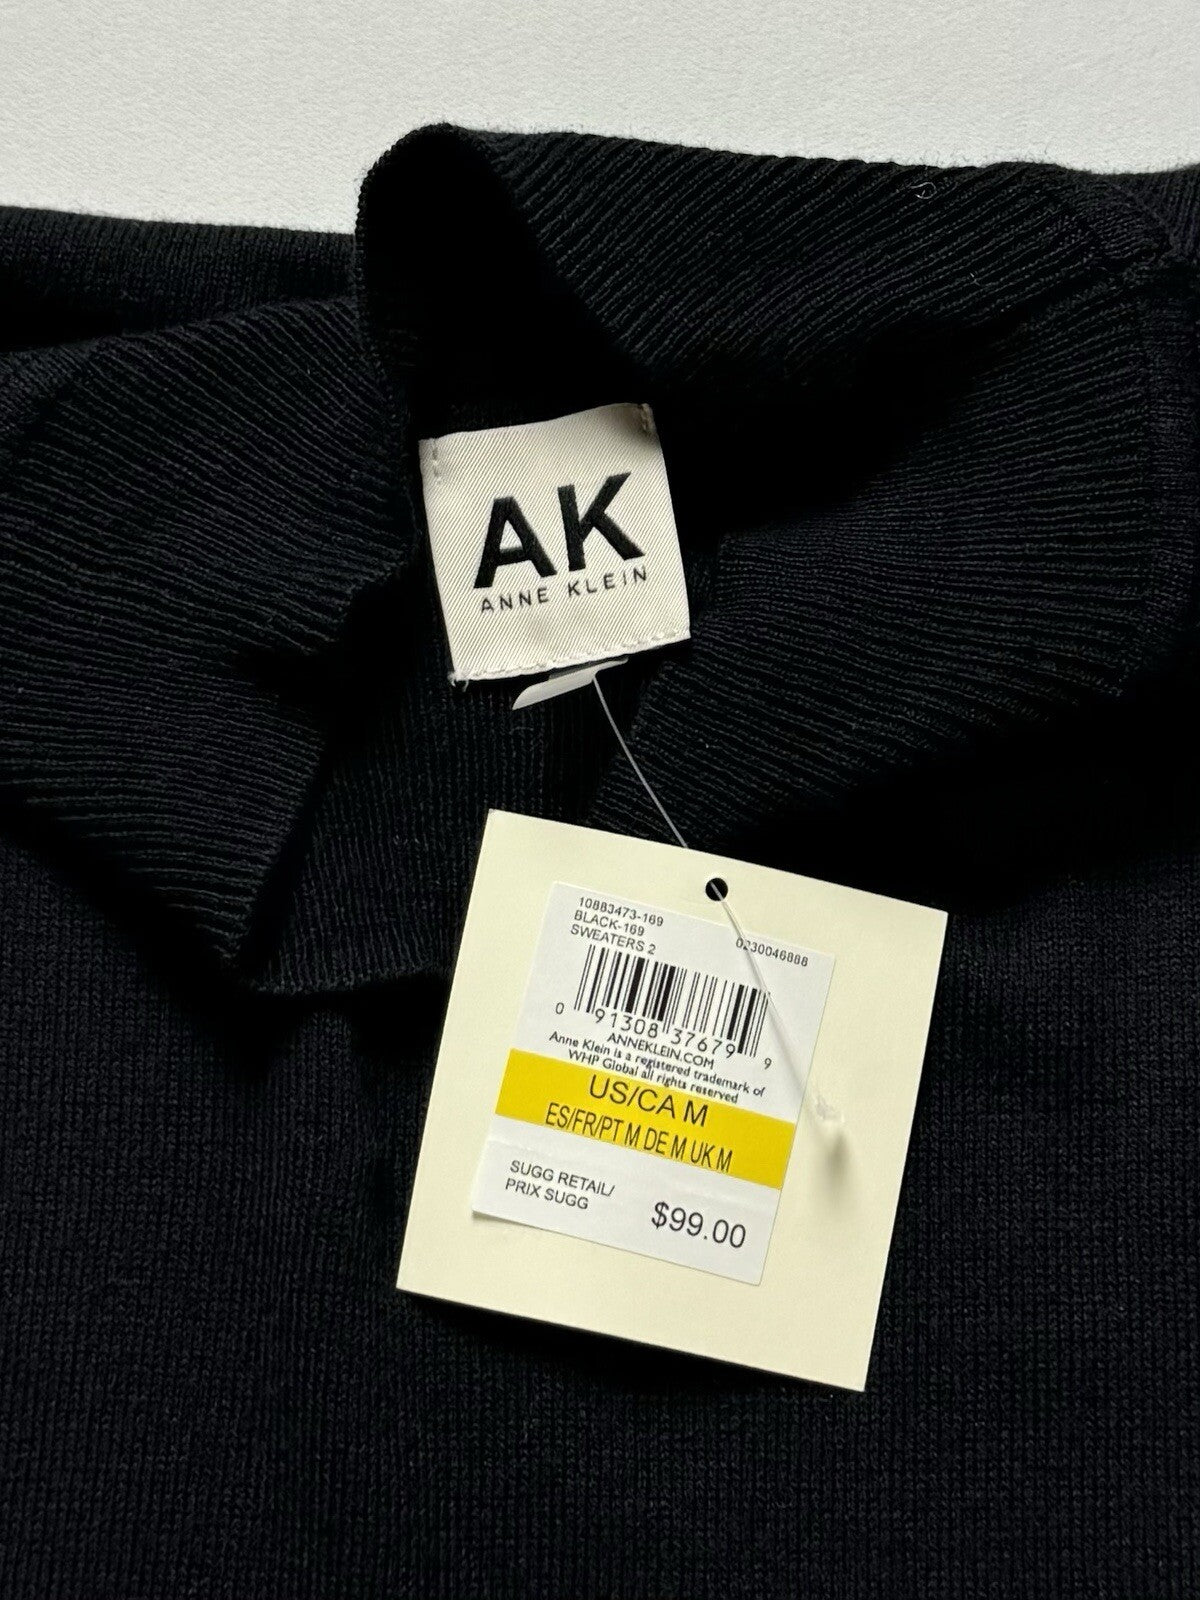 AK
ANNE KLEIN
10883473-169
BLACK-169
SWEATERS 2
0230046888
0 91308 37679 9
ANNEKLEIN.COM
Anne Klein is a registered trademark of
WHP Global all rights reserved
US/CA M
ES/FR/PT M DE M UK M
SUGG RETAIL/
PRIX SUGG
$99.00